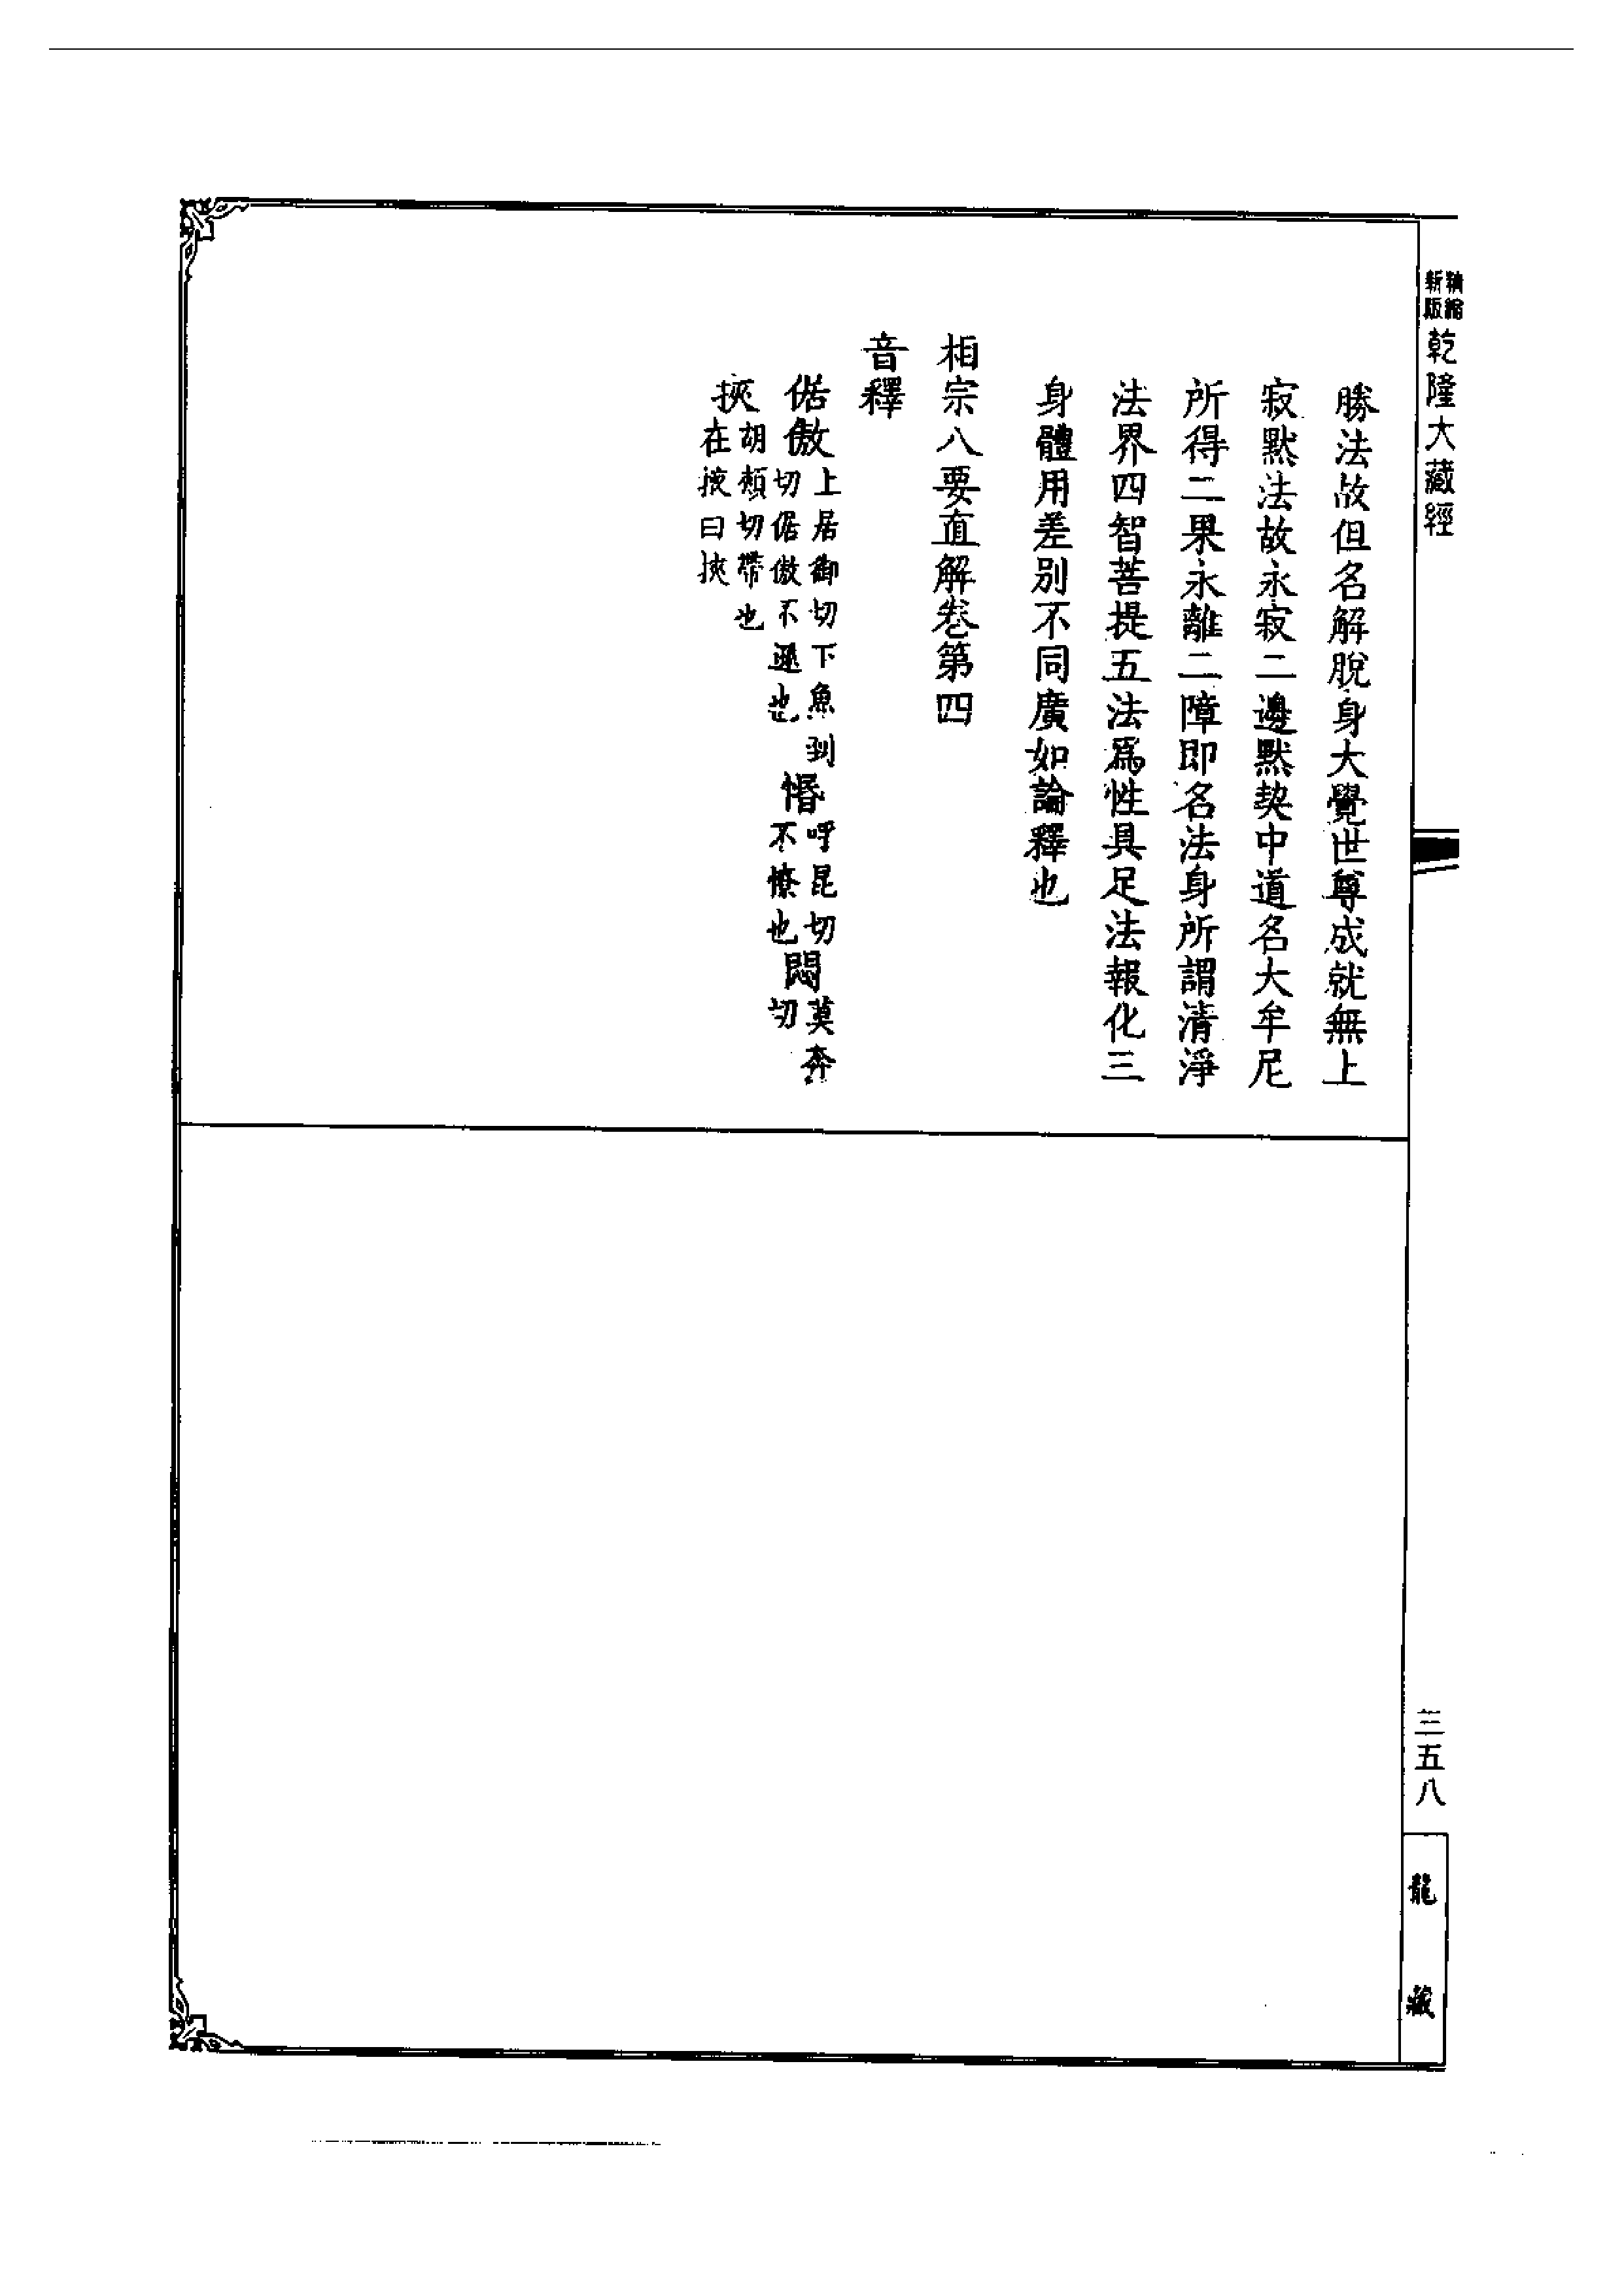 精縮
新版
乾隆大藏經
勝法故但名解脫身大覺世尊成就無上
寂默法故永寂二邊默契中道名大牟尼
所得二果永離二障即名法身所謂清淨
法界四智菩提五法爲性具足法報化三
身體用差別不同廣如論釋也
相宗八要直解卷第四
音釋
倨傲
上居御切下魚到
切倨傲不遜也
惛
呼昆切
不憭也
悶
莫奔
切
挾
胡頰切帶也
在掖曰挾
三五八
龍藏